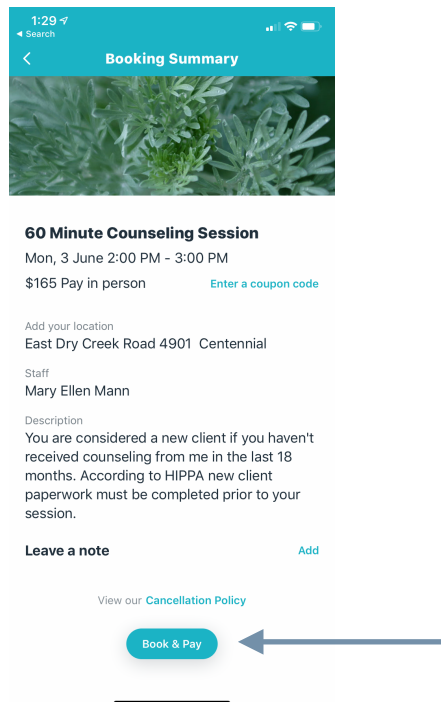 1:29
Search
Booking Summary
60 Minute Counseling Session
Mon, 3 June 2:00 PM - 3:00 PM
$165 Pay in person Enter a coupon code
Add your location
East Dry Creek Road 4901 Centennial
Staff
Mary Ellen Mann
Description
You are considered a new client if you haven't
received counseling from me in the last 18
months. According to HIPPA new client
paperwork must be completed prior to your
session.
Leave a note Add
View our Cancellation Policy
Book & Pay